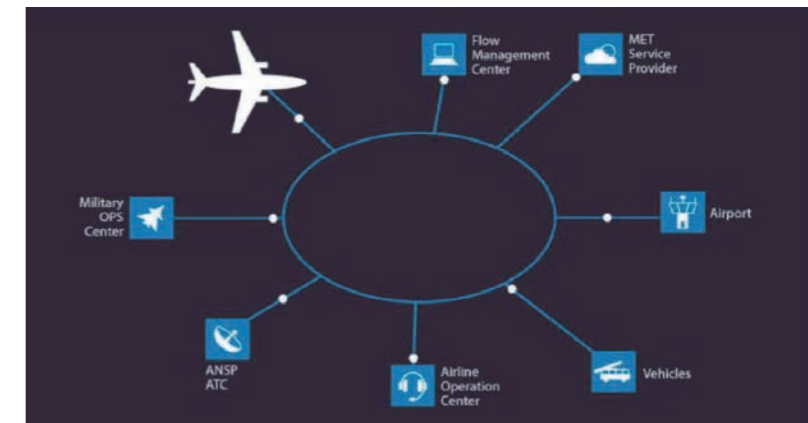 Flow
Management
Center
MET
Service
Provider
Military
OPS
Center
Airport
ANSP
ATC
Airline
Operation
Center
Vehicles